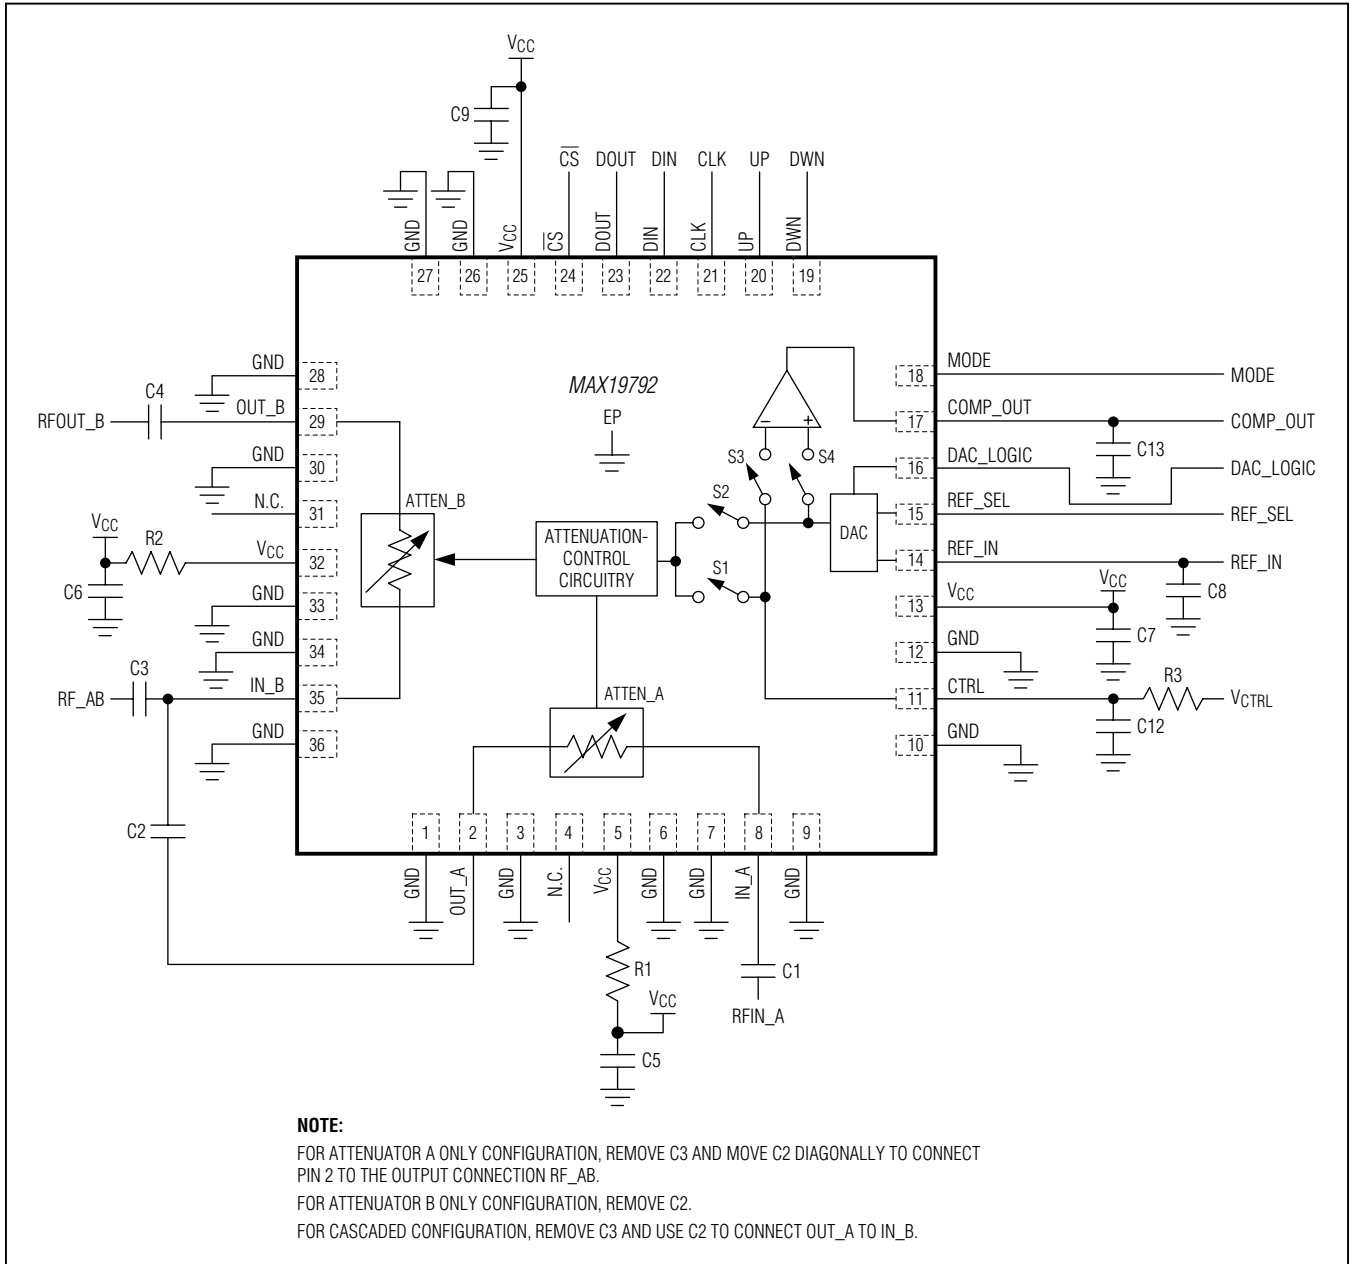 VCC
C9
CS DOUT DIN CLK UP DWN
GND GND VCC CS DOUT DIN CLK UP DWN
27 26 25 24 23 22 21 20 19
GND
28
C4
RFOUT_B
OUT_B
29
GND
30
N.C.
31
VCC
R2
VCC
32
C6
GND
33
GND
34
C3
RF_AB
IN_B
35
GND
36
C2
MAX19792
EP
ATTEN_B
ATTENUATION-
CONTROL
CIRCUITRY
ATTEN_A
S3 S4
S2
S1
– +
DAC
18
MODE
MODE
17
COMP_OUT
COMP_OUT
C13
16
DAC_LOGIC
DAC_LOGIC
15
REF_SEL
REF_SEL
14
REF_IN
REF_IN
C8
13
VCC
VCC
C7
12
GND
11
CTRL
R3
VCTRL
C12
10
GND
1 2 3 4 5 6 7 8 9
GND OUT_A GND N.C. VCC GND GND IN_A GND
R1
VCC
C5
C1
RFIN_A
NOTE:
FOR ATTENUATOR A ONLY CONFIGURATION, REMOVE C3 AND MOVE C2 DIAGONALLY TO CONNECT
PIN 2 TO THE OUTPUT CONNECTION RF_AB.
FOR ATTENUATOR B ONLY CONFIGURATION, REMOVE C2.
FOR CASCADED CONFIGURATION, REMOVE C3 AND USE C2 TO CONNECT OUT_A TO IN_B.